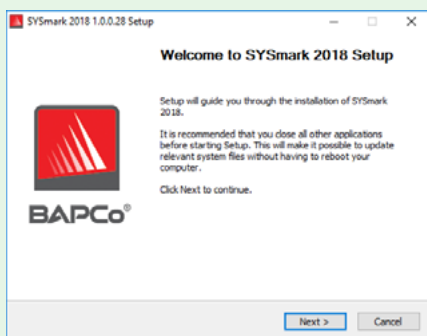 SYSmark 2018 1.0.0.28 Setup
Welcome to SYSmark 2018 Setup
Setup will guide you through the installation of SYSmark
2018.
It is recommended that you close all other applications
before starting Setup. This will make it possible to update
relevant system files without having to reboot your
computer.
Click Next to continue.
BAPCo®
Next >
Cancel